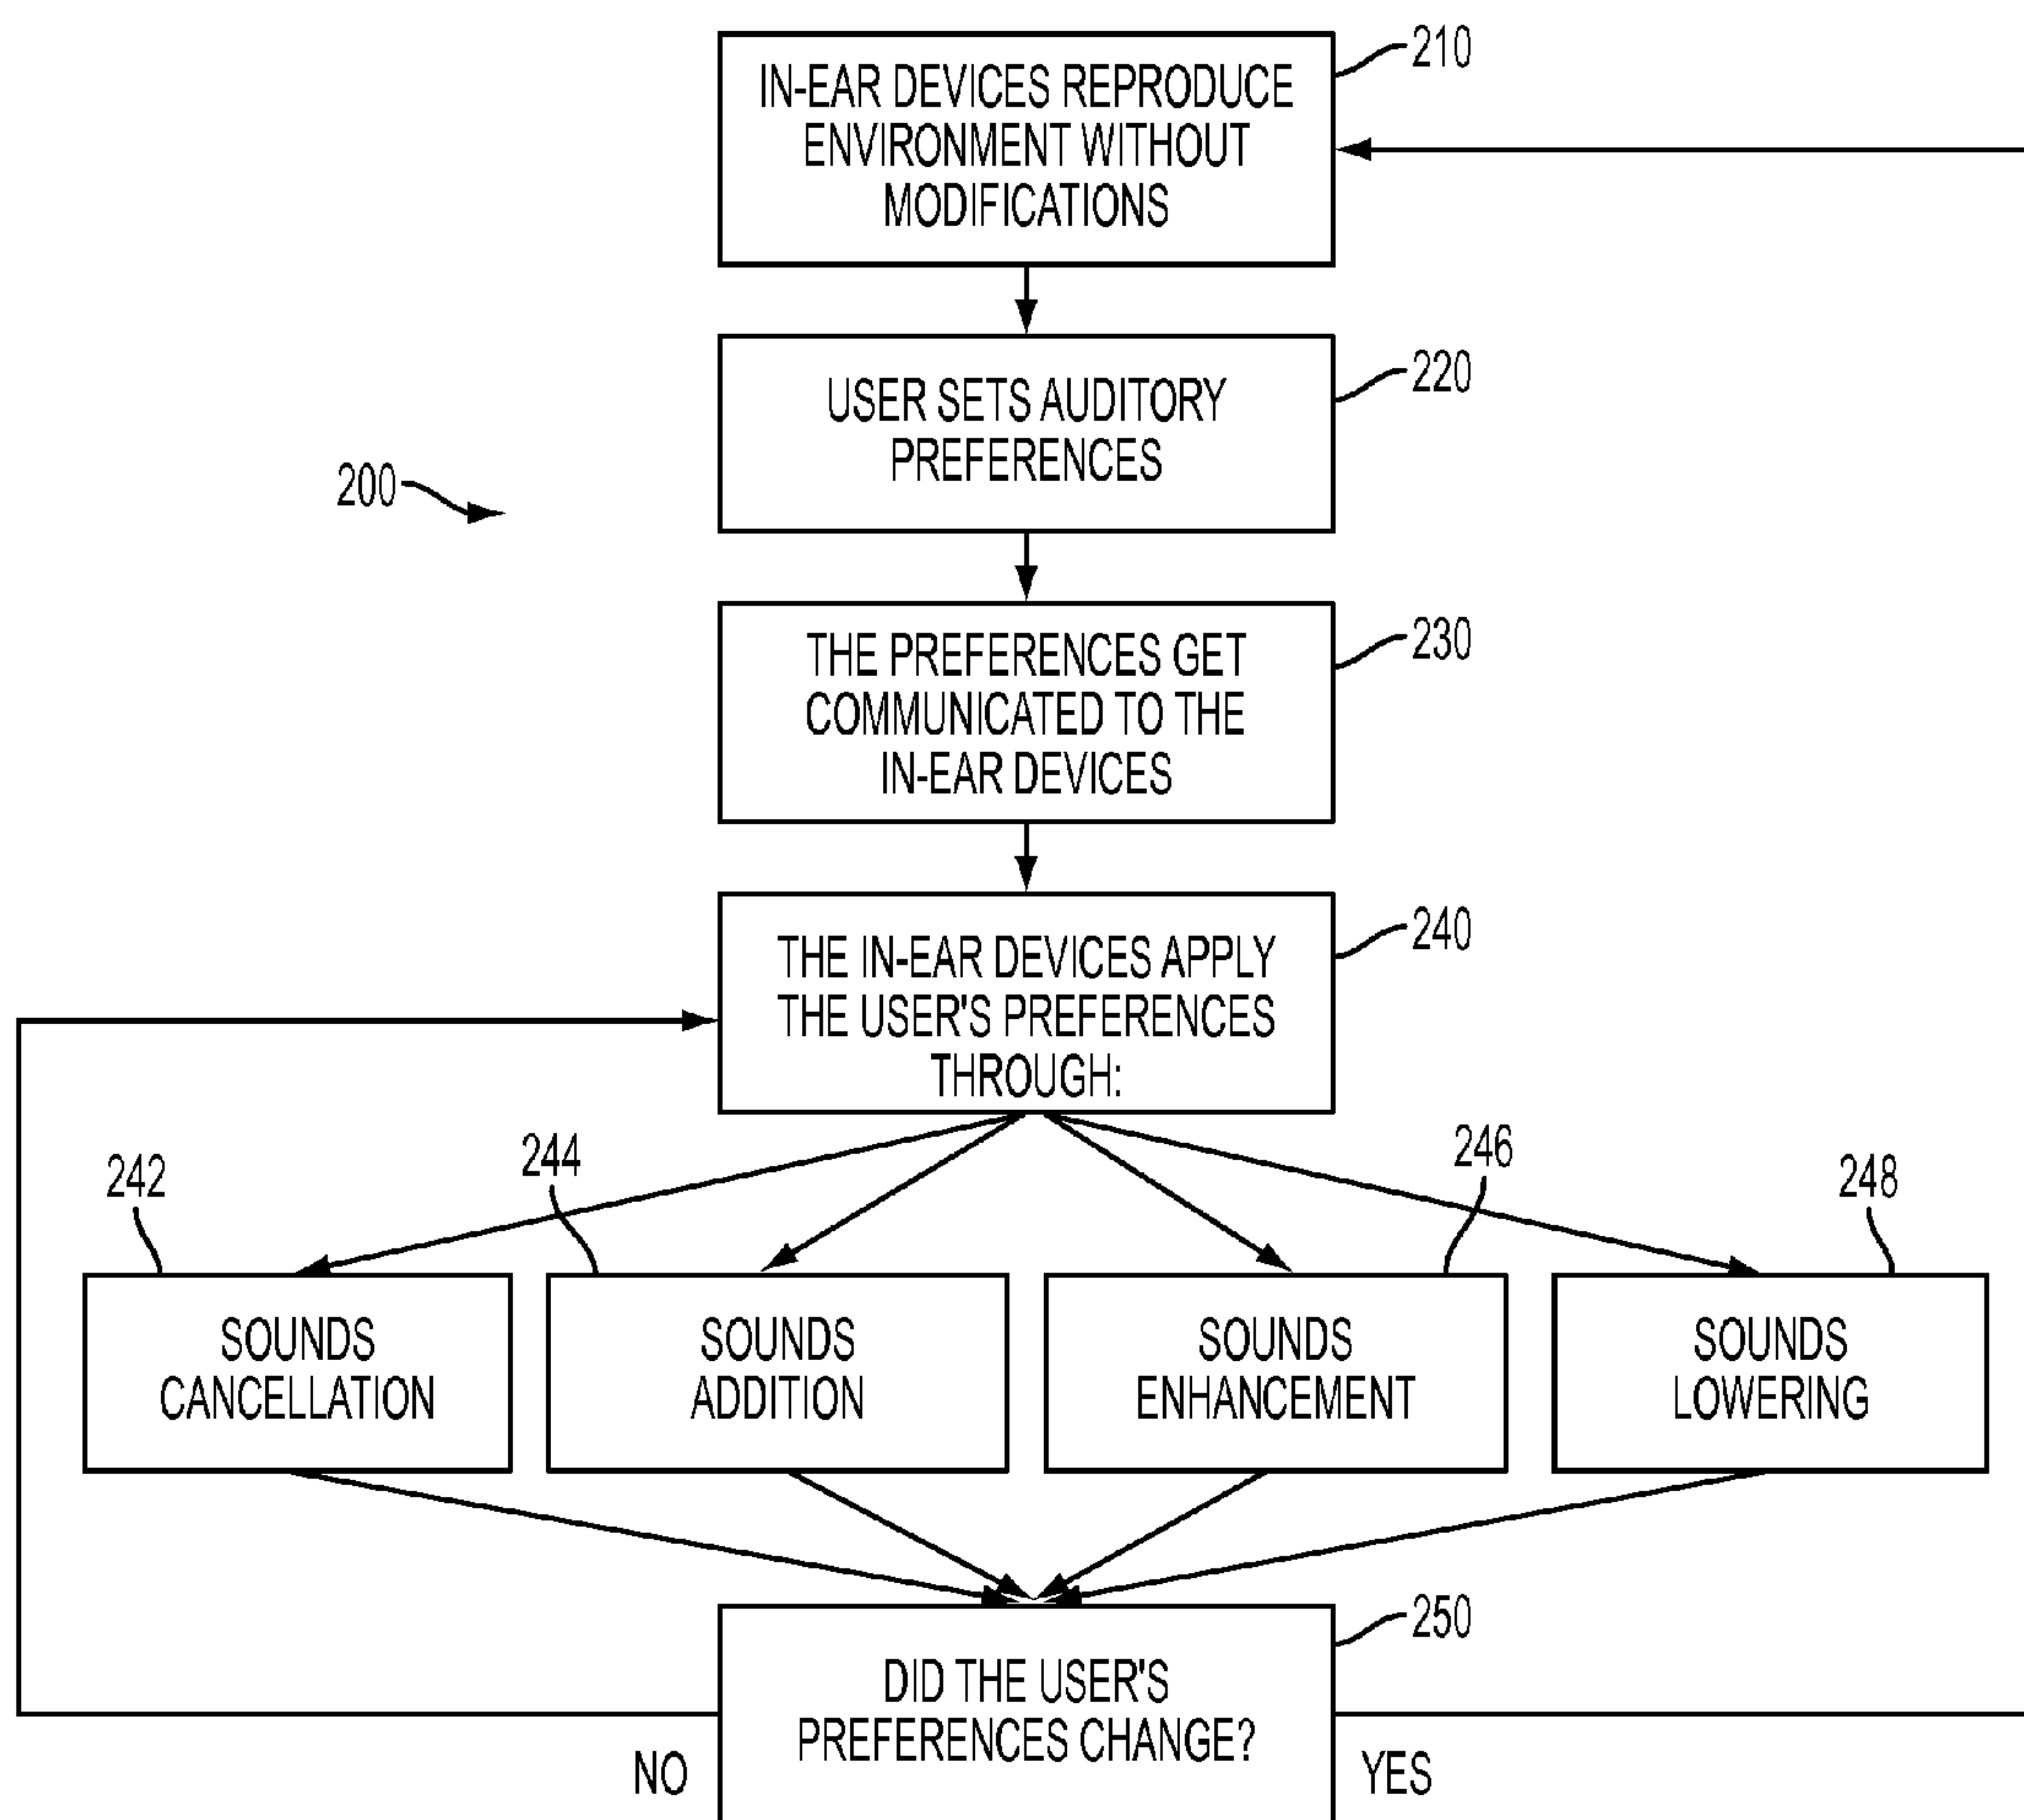 210
IN-EAR DEVICES REPRODUCE
ENVIRONMENT WITHOUT
MODIFICATIONS
220
USER SETS AUDITORY
PREFERENCES
200
230
THE PREFERENCES GET
COMMUNICATED TO THE
IN-EAR DEVICES
240
THE IN-EAR DEVICES APPLY
THE USER'S PREFERENCES
THROUGH:
242
244
246
248
SOUNDS
CANCELLATION
SOUNDS
ADDITION
SOUNDS
ENHANCEMENT
SOUNDS
LOWERING
250
DID THE USER'S
PREFERENCES CHANGE?
NO
YES